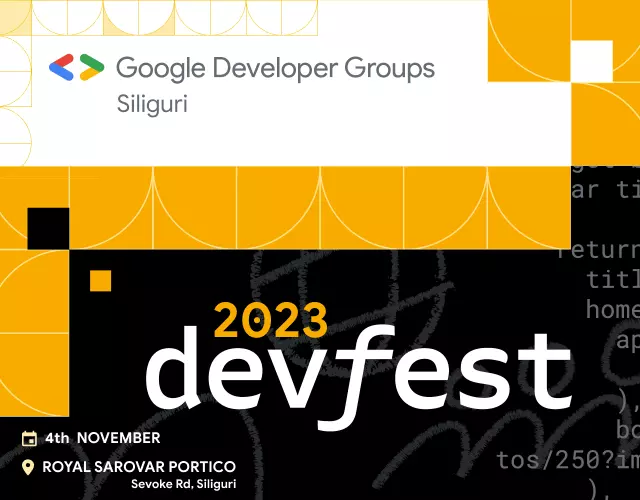 Google Developer Groups
Siliguri
ar ti
return
titl
home
ap
2023
devfest
),
bo
tos/250?im
),
4th NOVEMBER
ROYAL SAROVAR PORTICO
Sevoke Rd, Siliguri